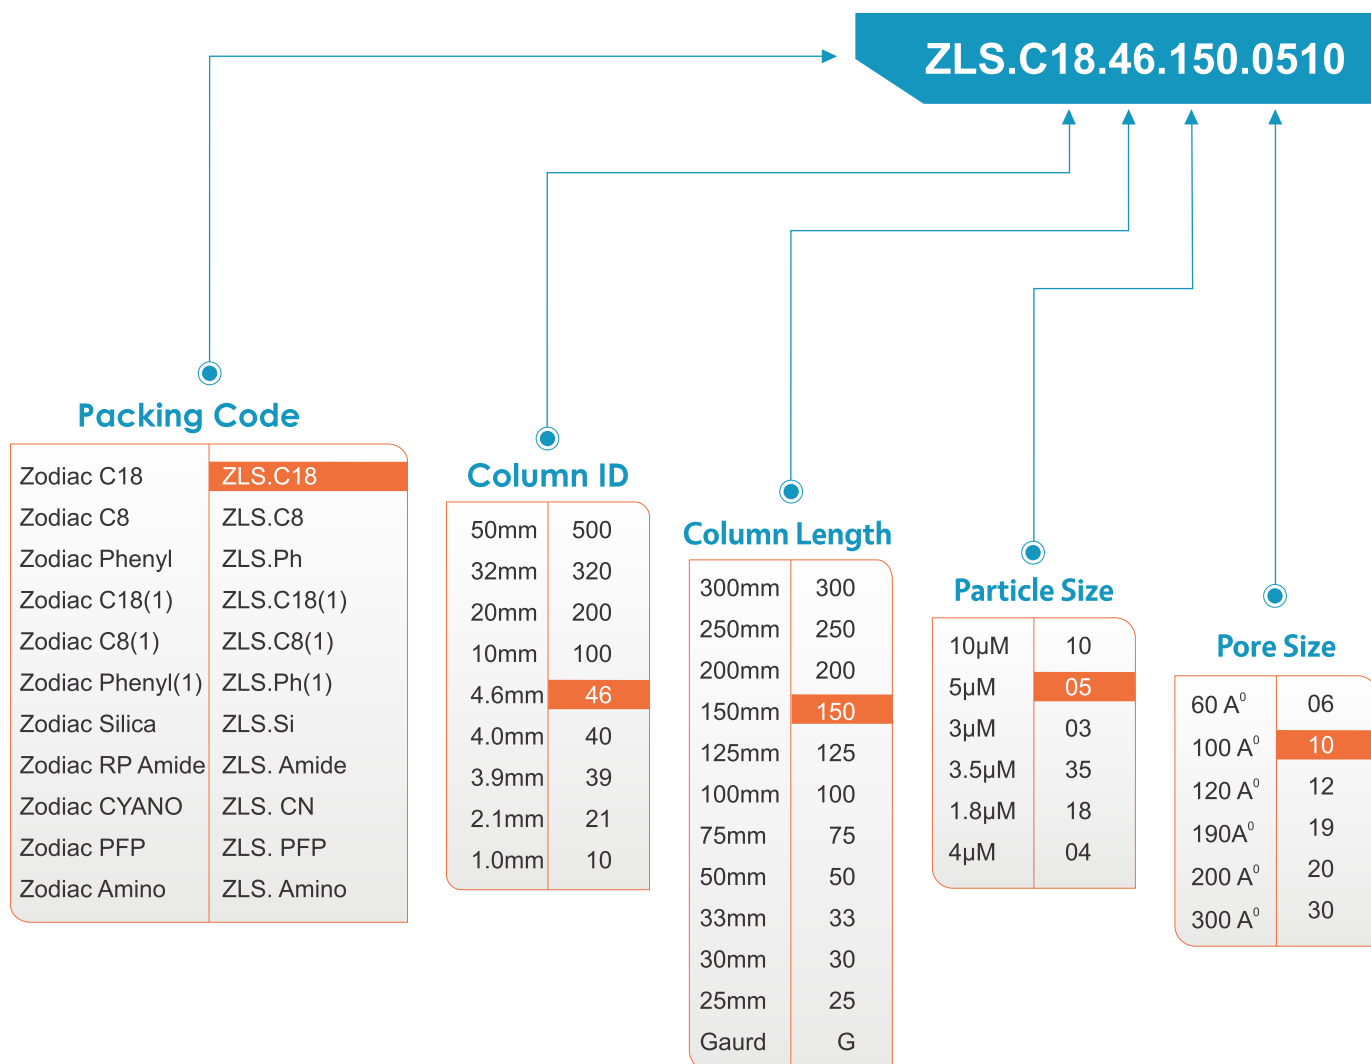 ZLS.C18.46.150.0510
Packing Code
Zodiac C18 ZLS.C18
Zodiac C8 ZLS.C8
Zodiac Phenyl ZLS.Ph
Zodiac C18(1) ZLS.C18(1)
Zodiac C8(1) ZLS.C8(1)
Zodiac Phenyl(1) ZLS.Ph(1)
Zodiac Silica ZLS.Si
Zodiac RP Amide ZLS. Amide
Zodiac CYANO ZLS. CN
Zodiac PFP ZLS. PFP
Zodiac Amino ZLS. Amino
Column ID
50mm 500
32mm 320
20mm 200
10mm 100
4.6mm 46
4.0mm 40
3.9mm 39
2.1mm 21
1.0mm 10
Column Length
300mm 300
250mm 250
200mm 200
150mm 150
125mm 125
100mm 100
75mm 75
50mm 50
33mm 33
30mm 30
25mm 25
Gaurd G
Particle Size
10µM 10
5µM 05
3µM 03
3.5µM 35
1.8µM 18
4µM 04
Pore Size
60 A⁰ 06
100 A⁰ 10
120 A⁰ 12
190A⁰ 19
200 A⁰ 20
300 A⁰ 30